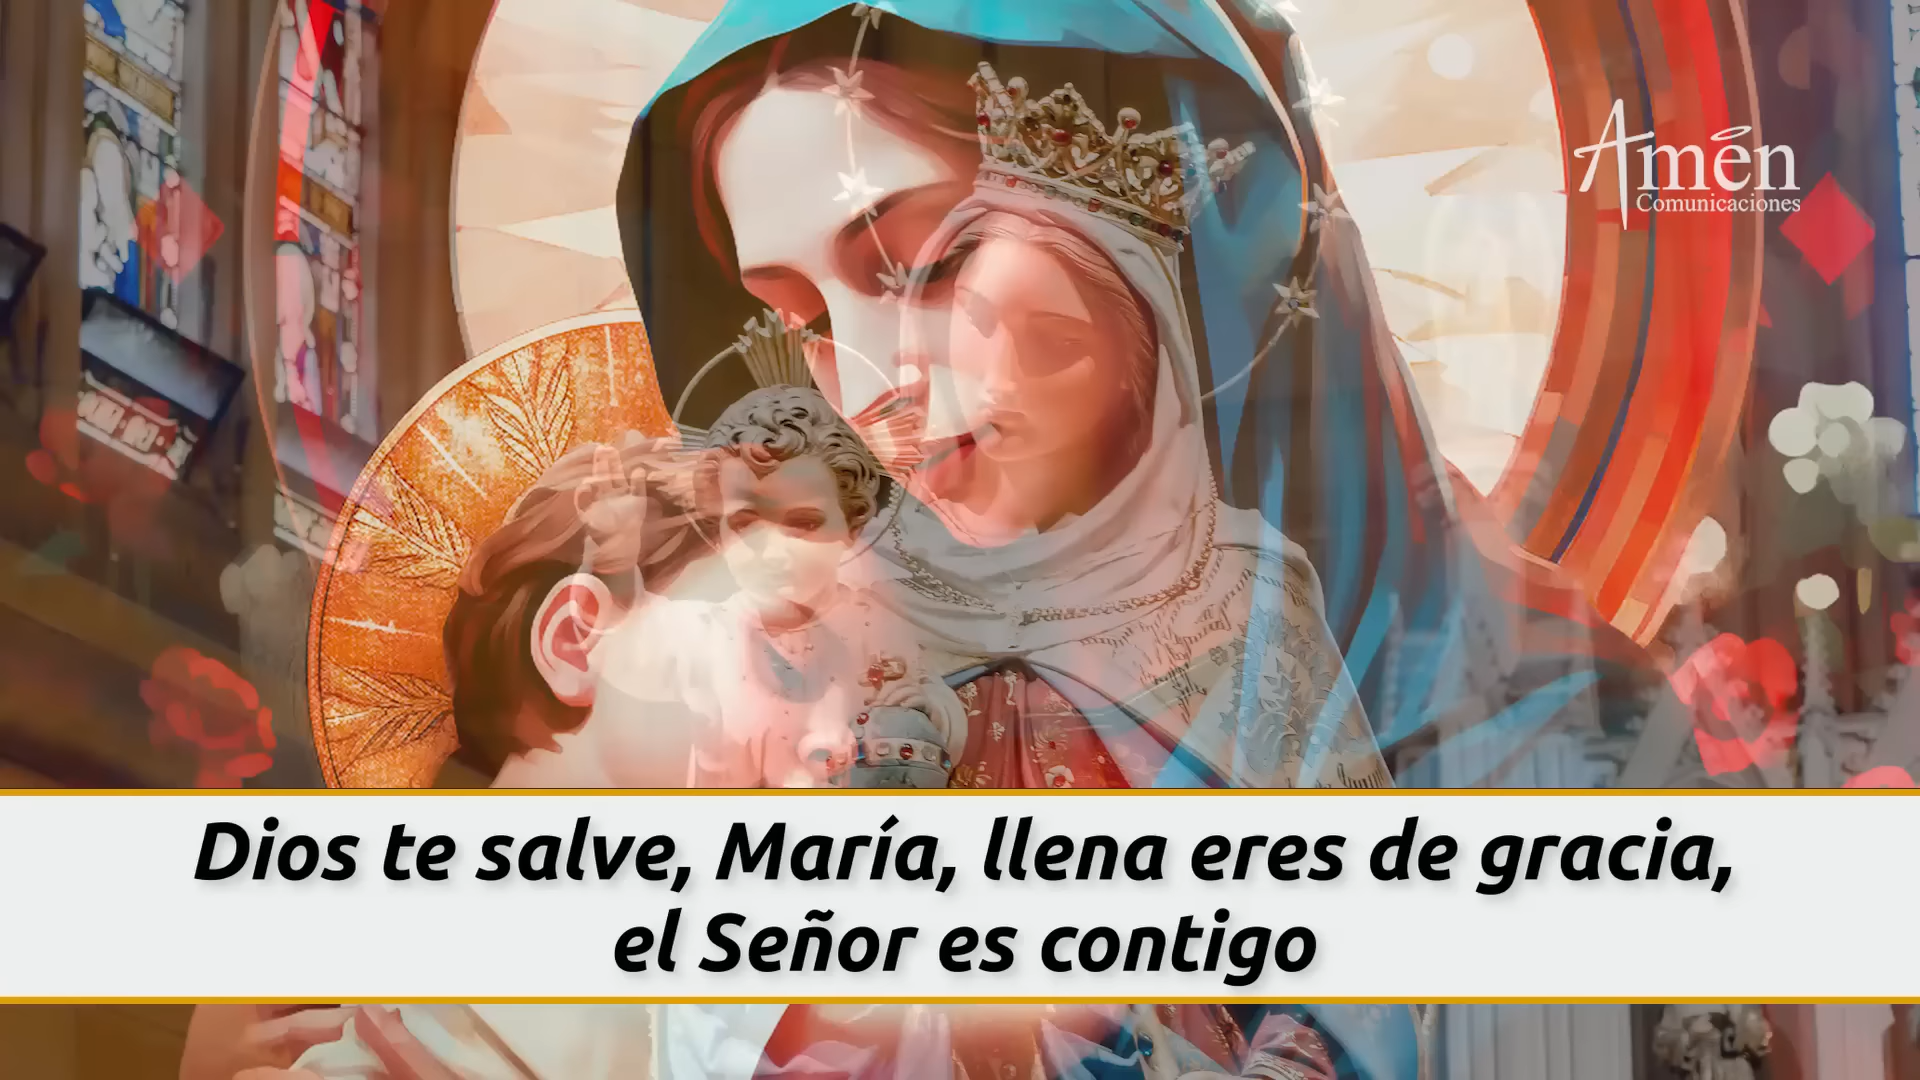 Amén
Comunicaciones
Dios te salve, María, llena eres de gracia,
el Señor es contigo